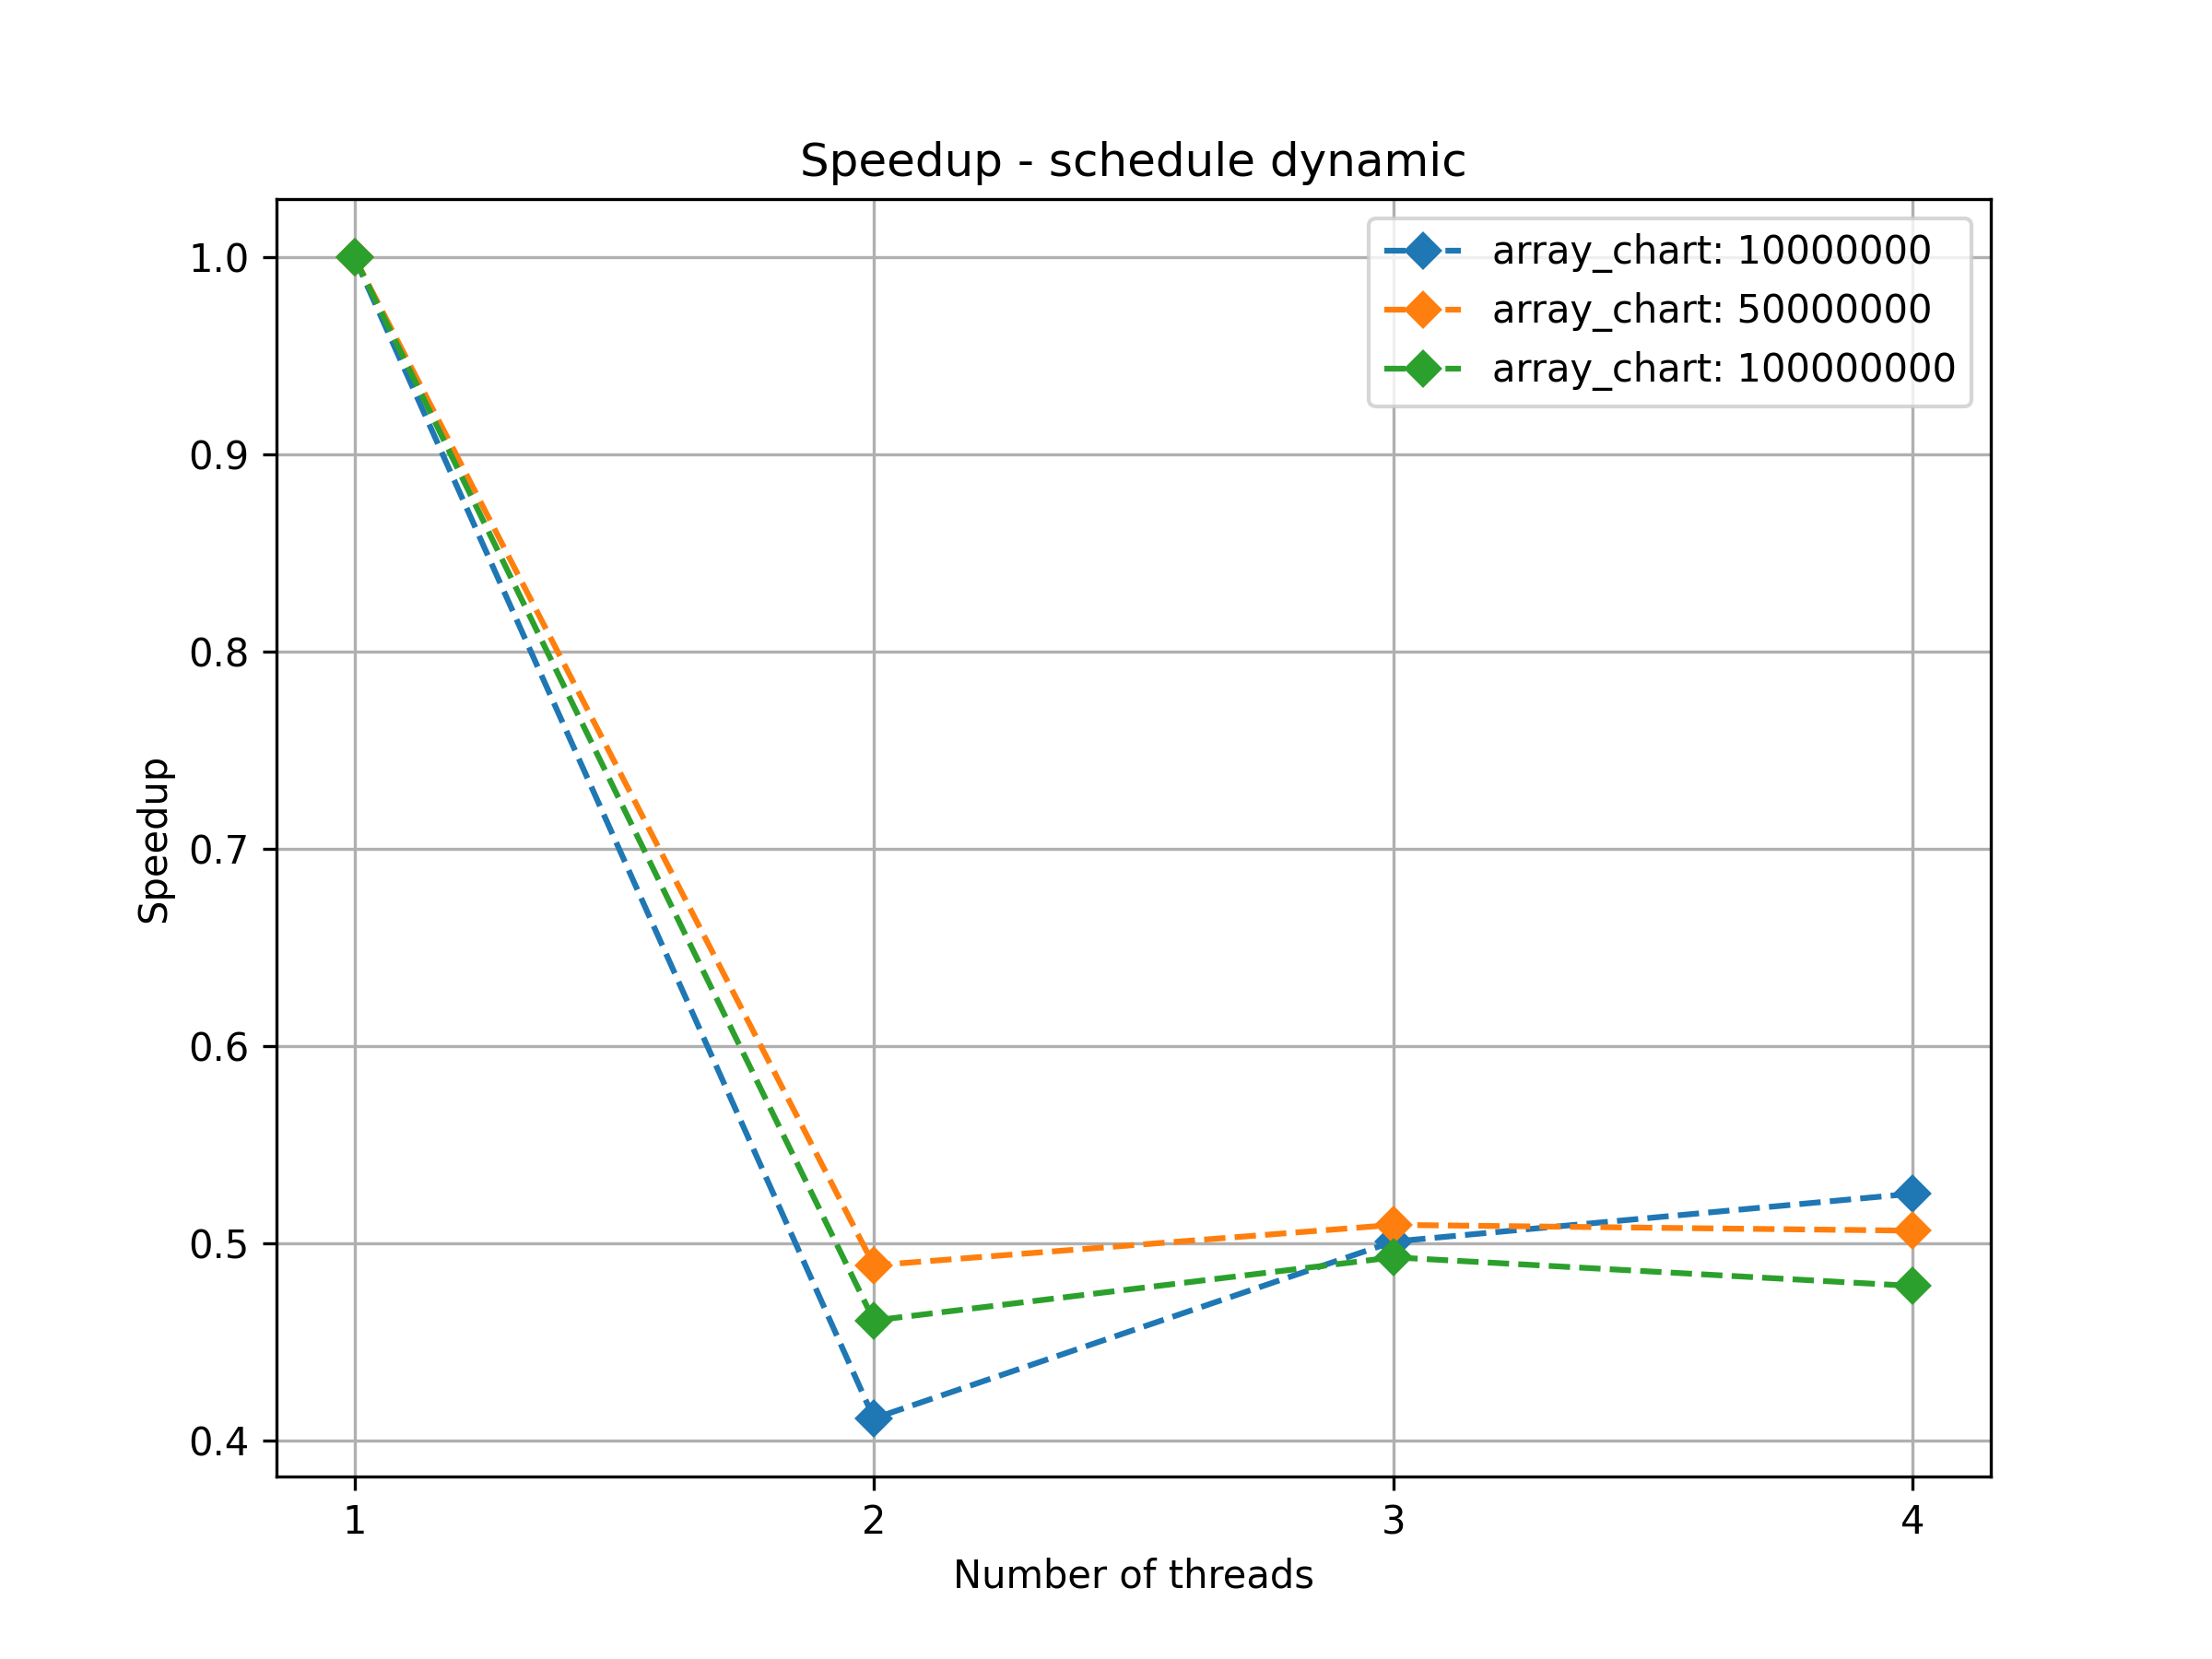 Speedup - schedule dynamic
array_chart: 10000000
array_chart: 50000000
array_chart: 100000000
1.0
0.9
0.8
0.7
0.6
0.5
0.4
Speedup
1 2 3 4
Number of threads